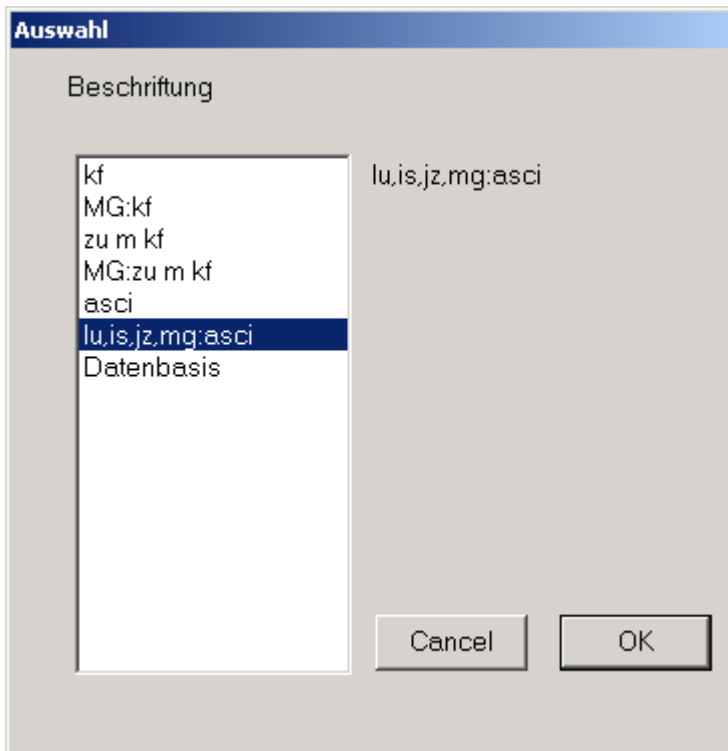 Auswahl
Beschriftung
kf
MG:kf
zu m kf
MG:zu m kf
asci
lu,is,jz,mg:asci
Datenbasis
lu,is,jz,mg:asci
Cancel
OK